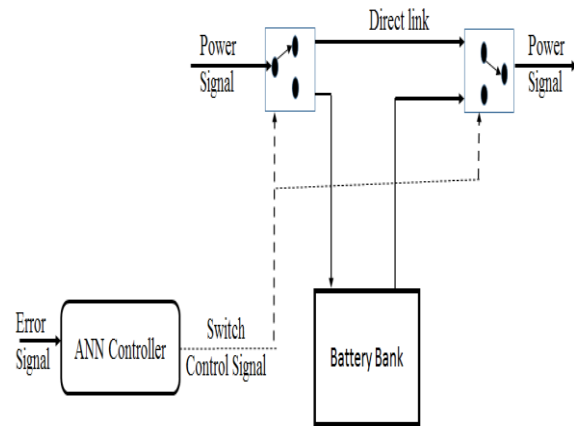 Direct link
Power
Signal
Power
Signal
Error
Signal
ANN Controller
Switch
Control Signal
Battery Bank